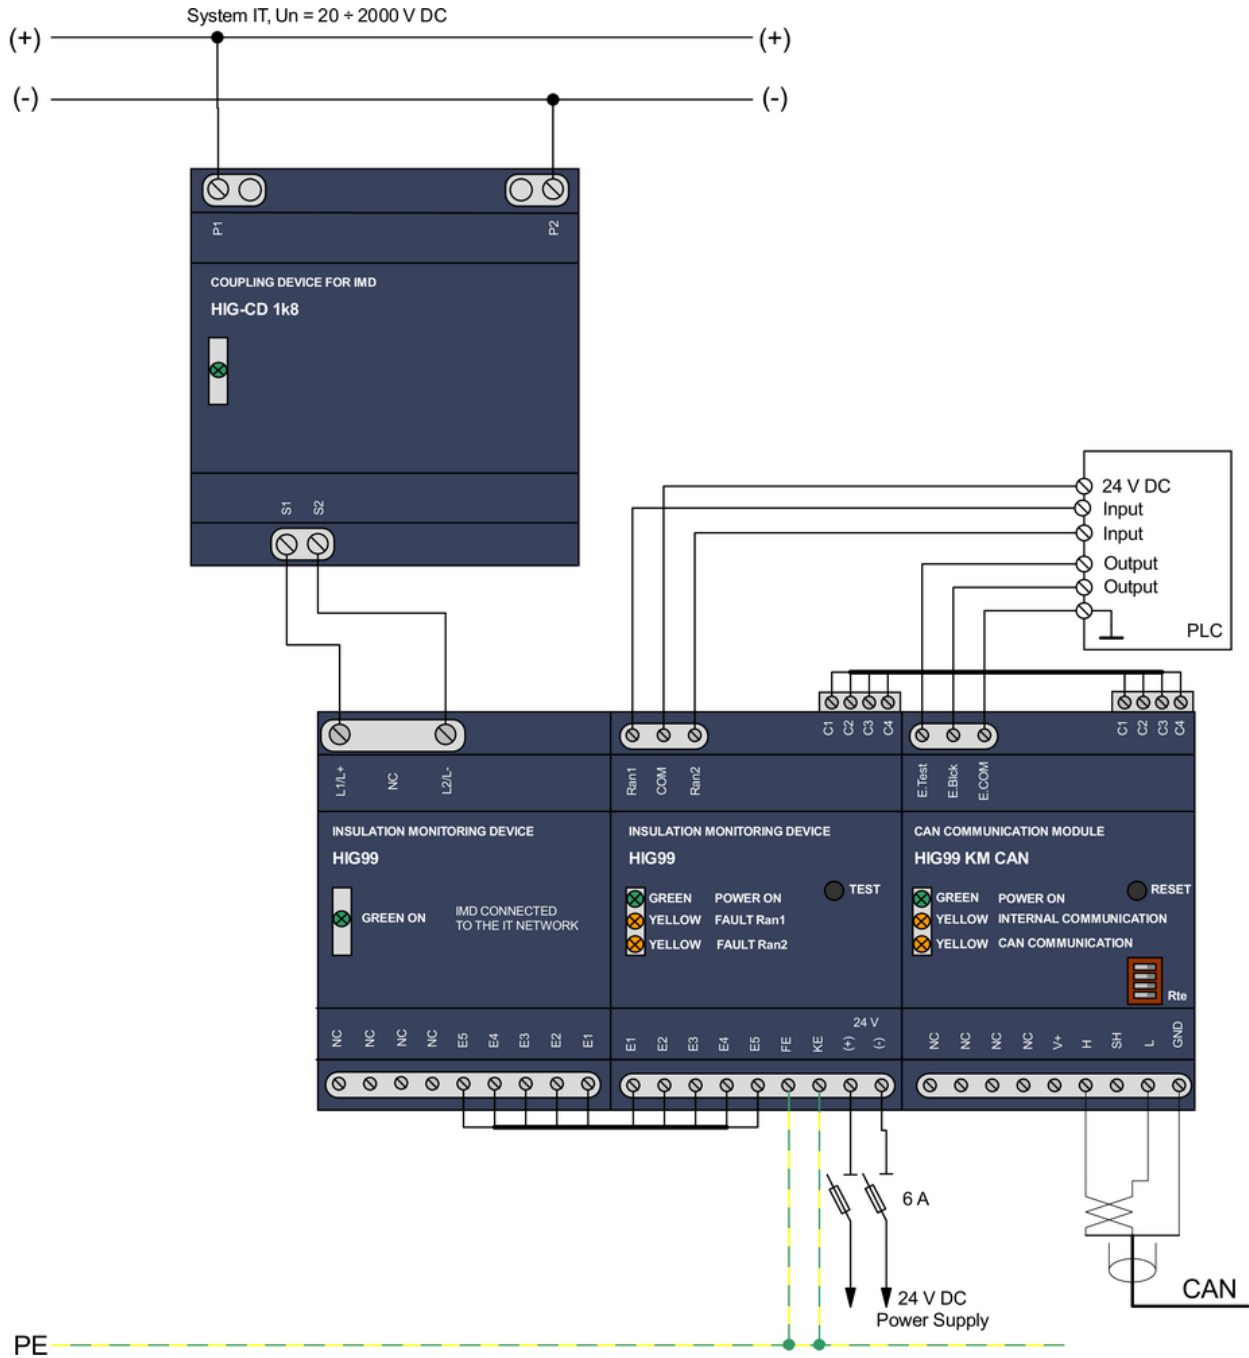 System IT, Un = 20 ÷ 2000 V DC
(+) (+)
(-) (-)
P1 P2
COUPLING DEVICE FOR IMD
HIG-CD 1k8
S1 S2
24 V DC
Input
Input
Output
Output
PLC
C1 C2 C3 C4 C1 C2 C3 C4
L1/L+ NC L2/L- Ran1 COM Ran2 E.Test E.Blck E.COM
INSULATION MONITORING DEVICE
HIG99
GREEN ON
IMD CONNECTED
TO THE IT NETWORK
INSULATION MONITORING DEVICE
HIG99
TEST
GREEN POWER ON
YELLOW FAULT Ran1
YELLOW FAULT Ran2
CAN COMMUNICATION MODULE
HIG99 KM CAN
RESET
GREEN POWER ON
YELLOW INTERNAL COMMUNICATION
YELLOW CAN COMMUNICATION
Rte
24 V
NC NC NC NC E5 E4 E3 E2 E1
E1 E2 E3 E4 E5 FE KE (+) (-)
NC NC NC NC V+ H SH L GND
6 A
24 V DC
Power Supply
CAN
PE